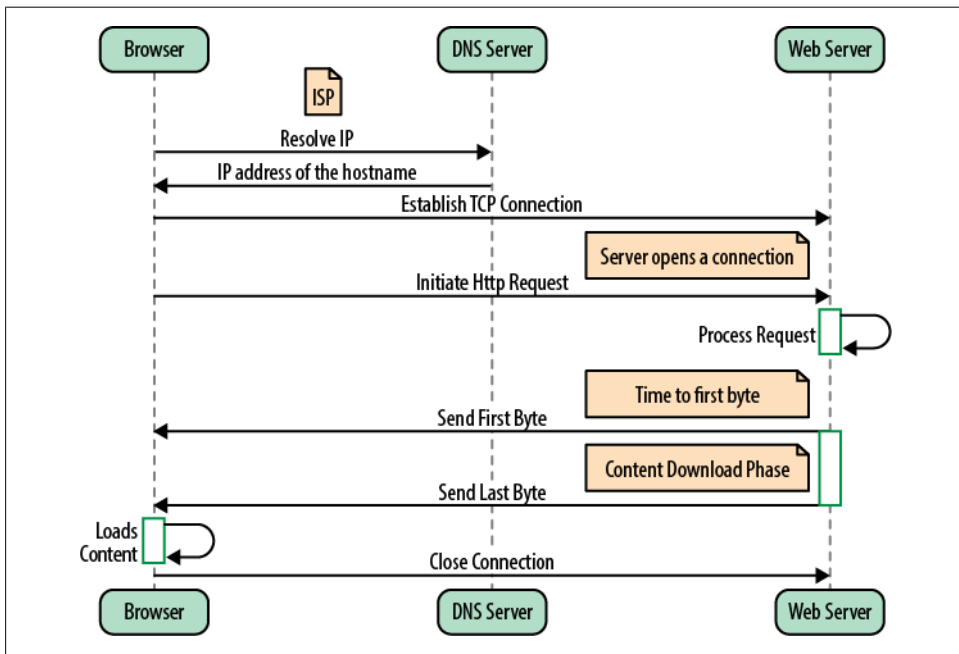 Browser
DNS Server
Web Server
ISP
Resolve IP
IP address of the hostname
Establish TCP Connection
Server opens a connection
Initiate Http Request
Process Request
Time to first byte
Send First Byte
Content Download Phase
Send Last Byte
Loads
Content
Close Connection
Browser
DNS Server
Web Server